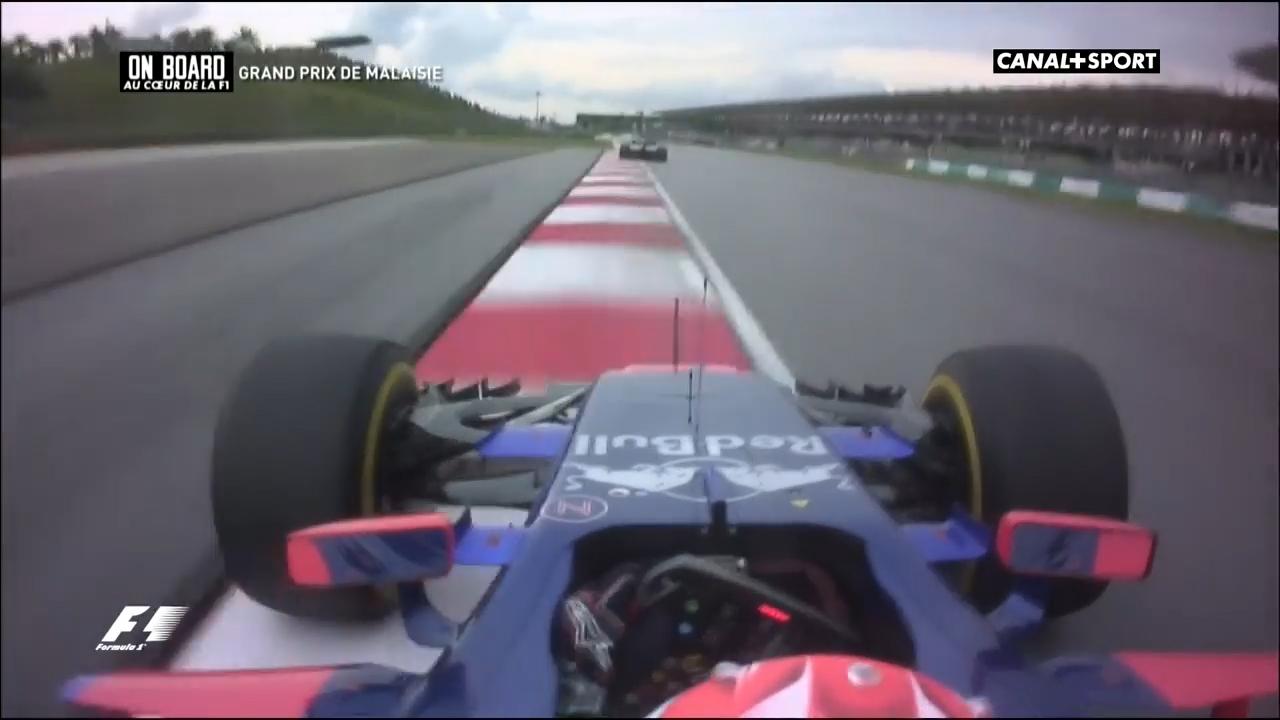 ON BOARD
AU CŒUR DE LA F1
GRAND PRIX DE MALAISIE
CANAL+SPORT
Red Bull
F1
Formula 1